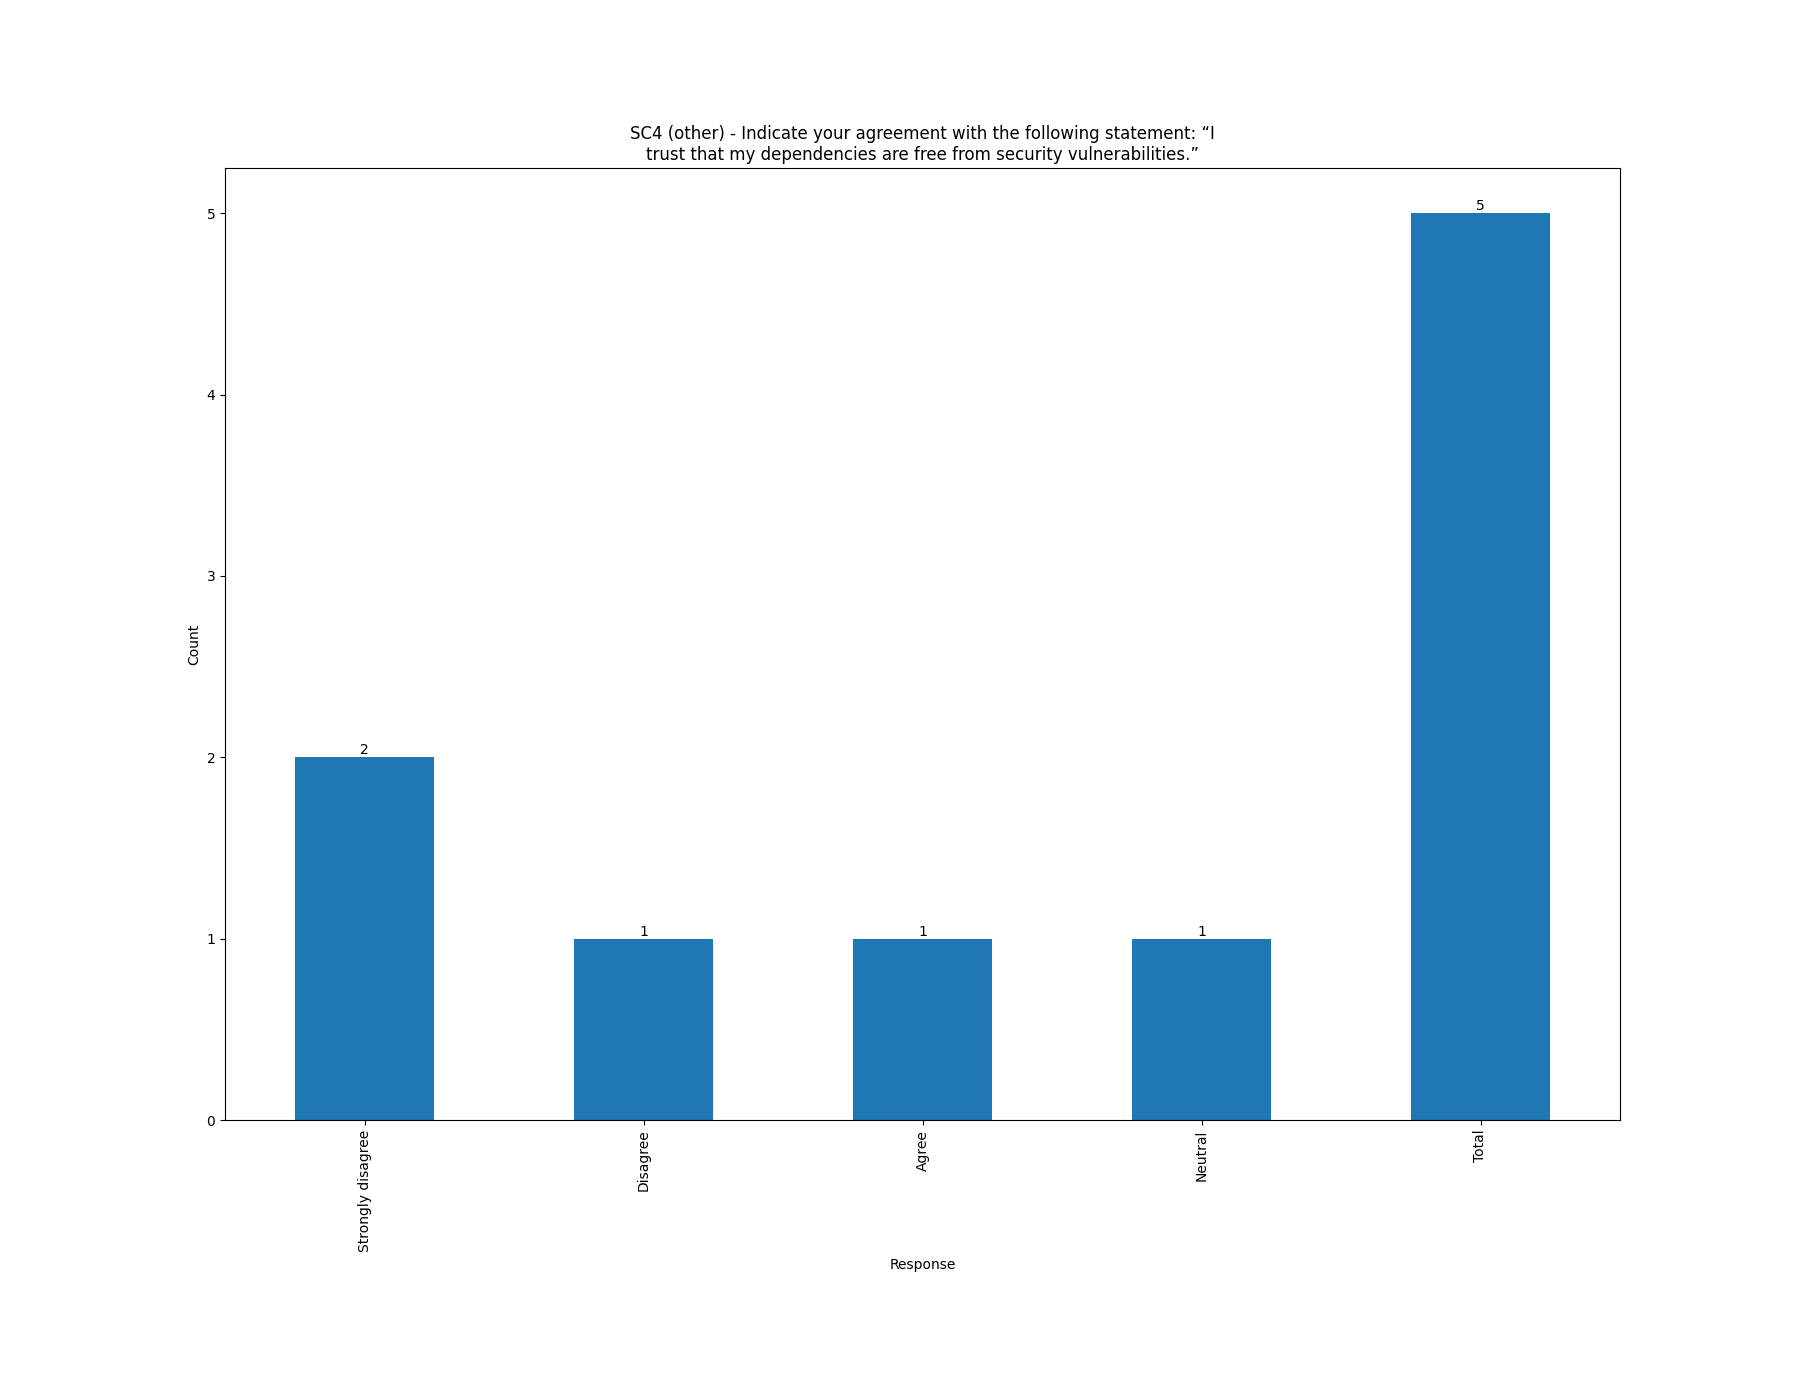 SC4 (other) - Indicate your agreement with the following statement: “I
trust that my dependencies are free from security vulnerabilities.”
5
4
3
2
1
0
Count
2
1
1
1
5
Strongly disagree
Disagree
Agree
Neutral
Total
Response